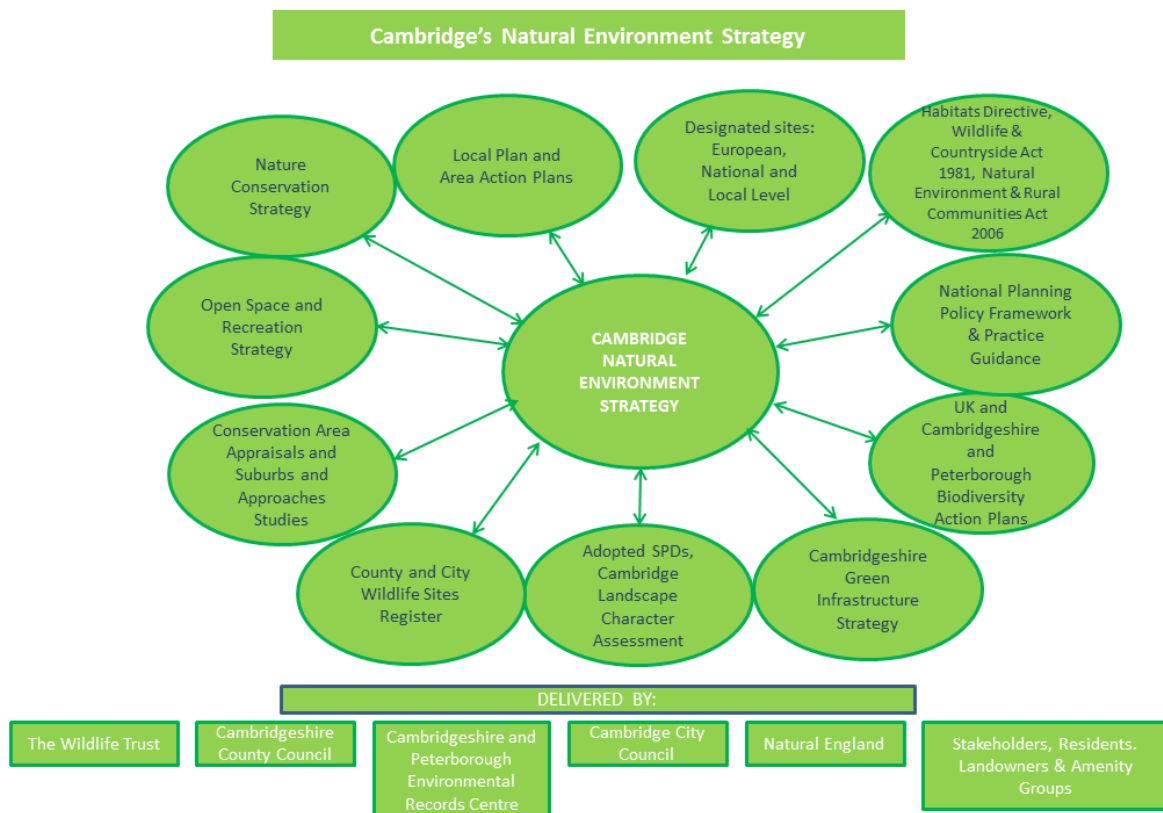 Cambridge's Natural Environment Strategy
Nature
Conservation
Strategy
Local Plan and
Area Action Plans
Designated sites:
European,
National and
Local Level
Habitats Directive,
Wildlife &
Countryside Act
1981, Natural
Environment & Rural
Communities Act
2006
Open Space and
Recreation
Strategy
CAMBRIDGE
NATURAL
ENVIRONMENT
STRATEGY
National Planning
Policy Framework
& Practice
Guidance
Conservation Area
Appraisals and
Suburbs and
Approaches
Studies
UK and
Cambridgeshire
and
Peterborough
Biodiversity
Action Plans
County and City
Wildlife Sites
Register
Adopted SPDs,
Cambridge
Landscape
Character
Assessment
Cambridgeshire
Green
Infrastructure
Strategy
DELIVERED BY:
The Wildlife Trust
Cambridgeshire
County Council
Cambridgeshire and
Peterborough
Environmental
Records Centre
Cambridge City
Council
Natural England
Stakeholders, Residents.
Landowners & Amenity
Groups